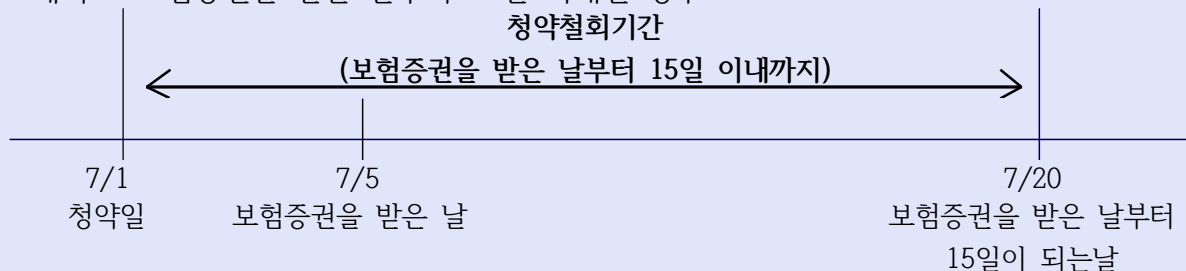 청약철회기간
(보험증권을 받은 날부터 15일 이내까지)
7/1
청약일
7/5
보험증권을 받은 날
7/20
보험증권을 받은 날부터
15일이 되는날